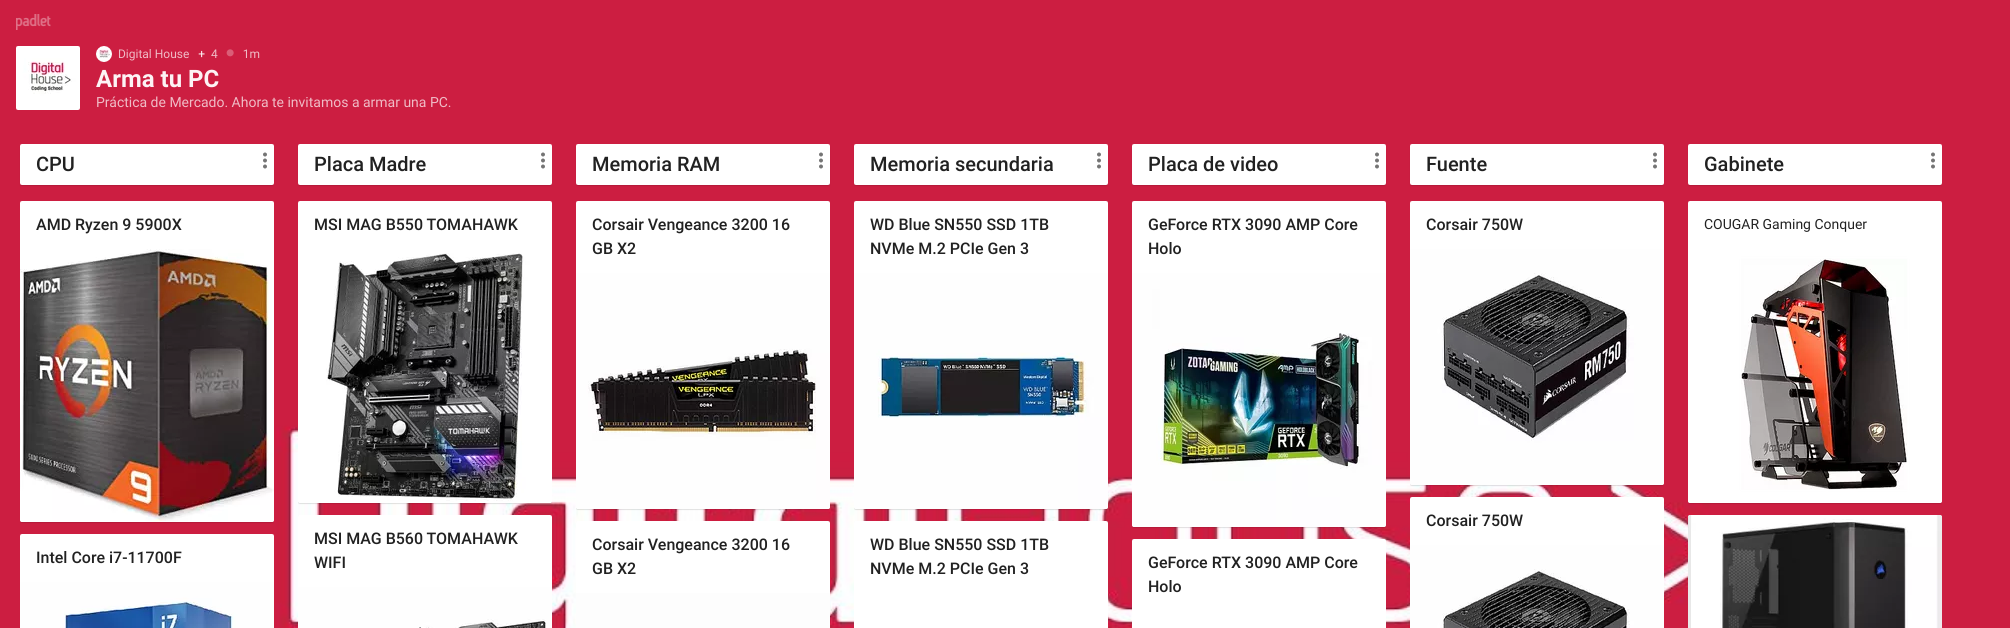 padlet
Digital House + 4 1m
Digital
House>
Coding School
Arma tu PC
Práctica de Mercado. Ahora te invitamos a armar una PC.
CPU
Placa Madre
Memoria RAM
Memoria secundaria
Placa de video
Fuente
Gabinete
AMD Ryzen 9 5900X
AMD
AMD
RYZEN
AMD
RYZEN
9
Intel Core i7-11700F
i7
MSI MAG B550 TOMAHAWK
TOMAHAWK
MSI MAG B560 TOMAHAWK
WIFI
Corsair Vengeance 3200 16
GB X2
VENGEANCE
VENGEANCE
LPX
DDR4
Corsair Vengeance 3200 16
GB X2
WD Blue SN550 SSD 1TB
NVMe M.2 PCIe Gen 3
WD Blue SN550 NVMe SSD
WD BLUE
SN550
WD Blue SN550 SSD 1TB
NVMe M.2 PCIe Gen 3
GeForce RTX 3090 AMP Core
Holo
ZOTAC GAMING
AMP
GEFORCE
RTX
RTX
GeForce RTX 3090 AMP Core
Holo
Corsair 750W
CORSAIR
RM750
Corsair 750W
COUGAR Gaming Conquer
COUGAR